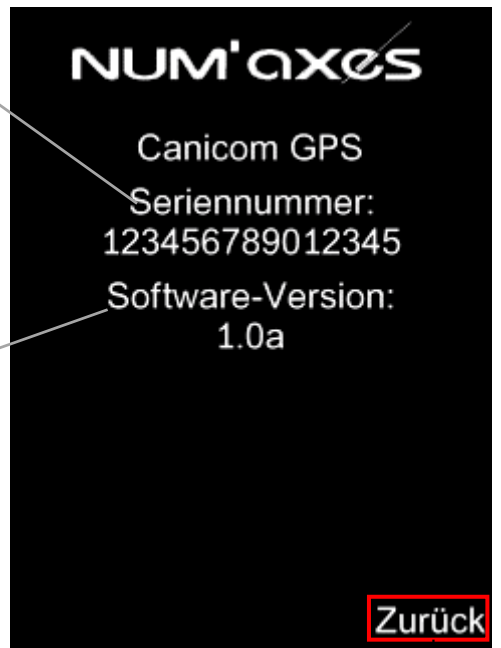 NUM'axes
Canicom GPS
Seriennummer:
123456789012345
Software-Version:
1.0a
Zurück